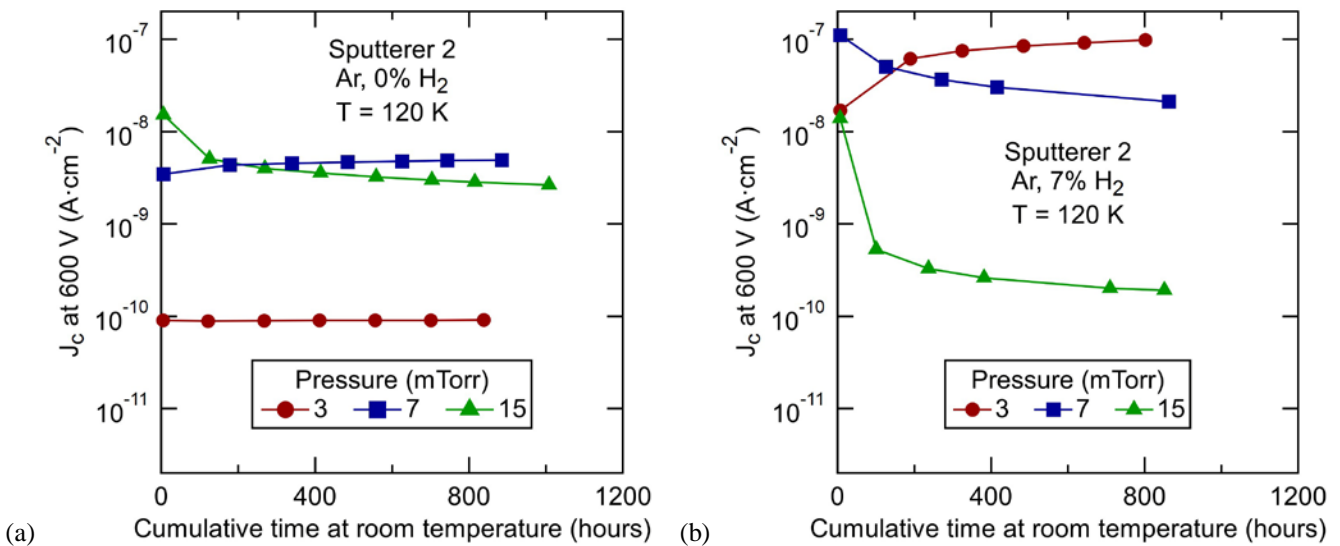 10⁻⁷
10⁻⁸
10⁻⁹
10⁻¹⁰
10⁻¹¹
J_c at 600 V (A·cm⁻²)
Sputterer 2
Ar, 0% H₂
T = 120 K
Pressure (mTorr)
3 7 15
0 400 800 1200
Cumulative time at room temperature (hours)
(a)
10⁻⁷
10⁻⁸
10⁻⁹
10⁻¹⁰
10⁻¹¹
J_c at 600 V (A·cm⁻²)
Sputterer 2
Ar, 7% H₂
T = 120 K
Pressure (mTorr)
3 7 15
0 400 800 1200
Cumulative time at room temperature (hours)
(b)